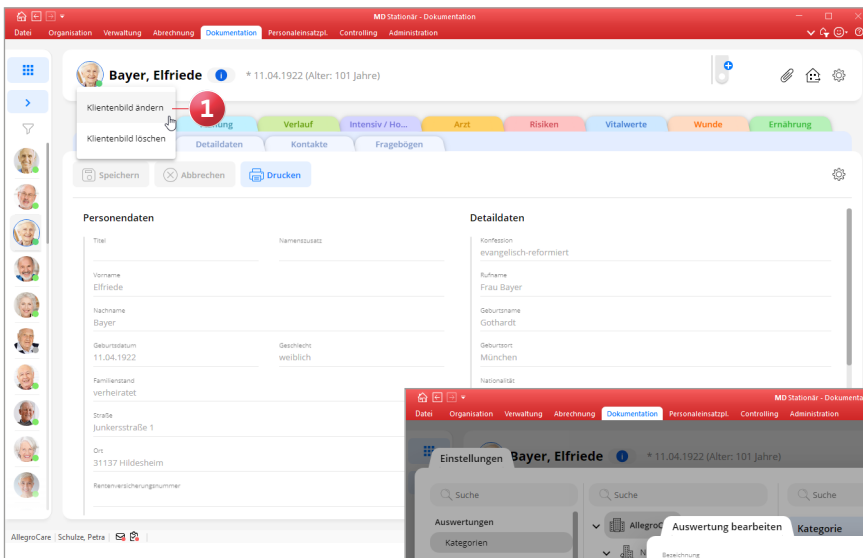 MD Stationär - Dokumentation
Datei Organisation Verwaltung Abrechnung Dokumentation Personaleinsatzpl. Controlling Administration
Bayer, Elfriede * 11.04.1922 (Alter: 101 Jahre)
Klientenbild ändern 1
Klientenbild löschen
Verlauf Intensiv / Ho... Arzt Risiken Vitalwerte Wunde Ernährung
Detaildaten Kontakte Fragebögen
Speichern Abbrechen Drucken
Personendaten
Titel Namenszusatz
Vorname
Elfriede
Nachname
Bayer
Geburtsdatum Geschlecht
11.04.1922 weiblich
Familienstand
verheiratet
Straße
Junkersstraße 1
Ort
31137 Hildesheim
Rentenversicherungsnummer
Detaildaten
Konfession
evangelisch-reformiert
Rufname
Frau Bayer
Geburtsname
Gothardt
Geburtsort
München
Nationalität
AllegroCare Schulze, Petra
MD Stationär - Dokumenta
Datei Organisation Verwaltung Abrechnung Dokumentation Personaleinsatzpl. Controlling Administration
Einstellungen Bayer, Elfriede * 11.04.1922 (Alter: 101 Jahre)
Suche Suche Suche
Auswertungen
Kategorien
AllegroC Auswertung bearbeiten Kategorie
N Bezeichnung